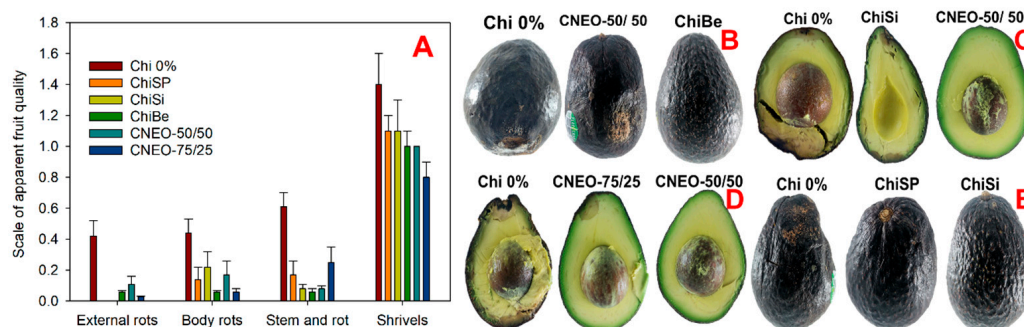 Scale of apparent fruit quality
1.8
1.6
1.4
1.2
1.0
0.8
0.6
0.4
0.2
0.0
A
Chi 0%
ChiSP
ChiSi
ChiBe
CNEO-50/50
CNEO-75/25
External rots
Body rots
Stem and rot
Shrivels
Chi 0%
CNEO-50/ 50
ChiBe
B
Chi 0%
ChiSi
CNEO-50/ 50
C
Chi 0%
CNEO-75/25
CNEO-50/50
D
Chi 0%
ChiSP
ChiSi
E